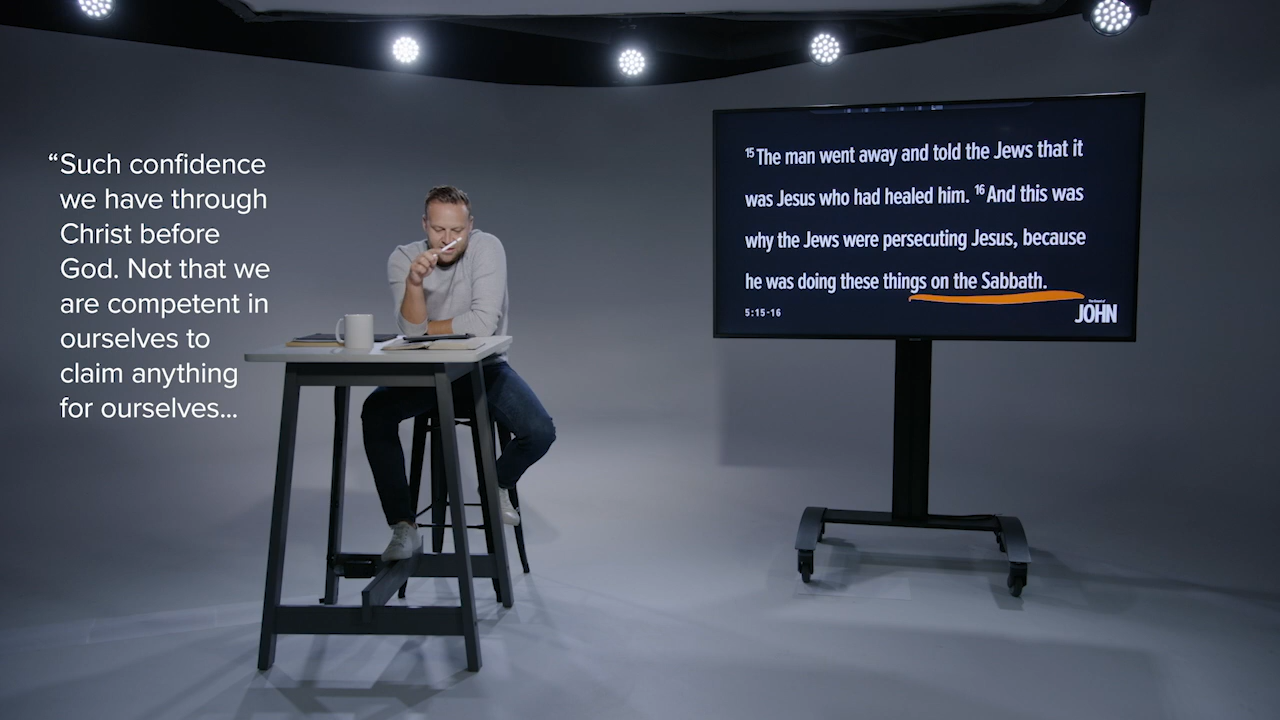 “Such confidence
we have through
Christ before
God. Not that we
are competent in
ourselves to
claim anything
for ourselves...
15 The man went away and told the Jews that it
was Jesus who had healed him. 16 And this was
why the Jews were persecuting Jesus, because
he was doing these things on the Sabbath.
5:15-16
The Gospel of
JOHN